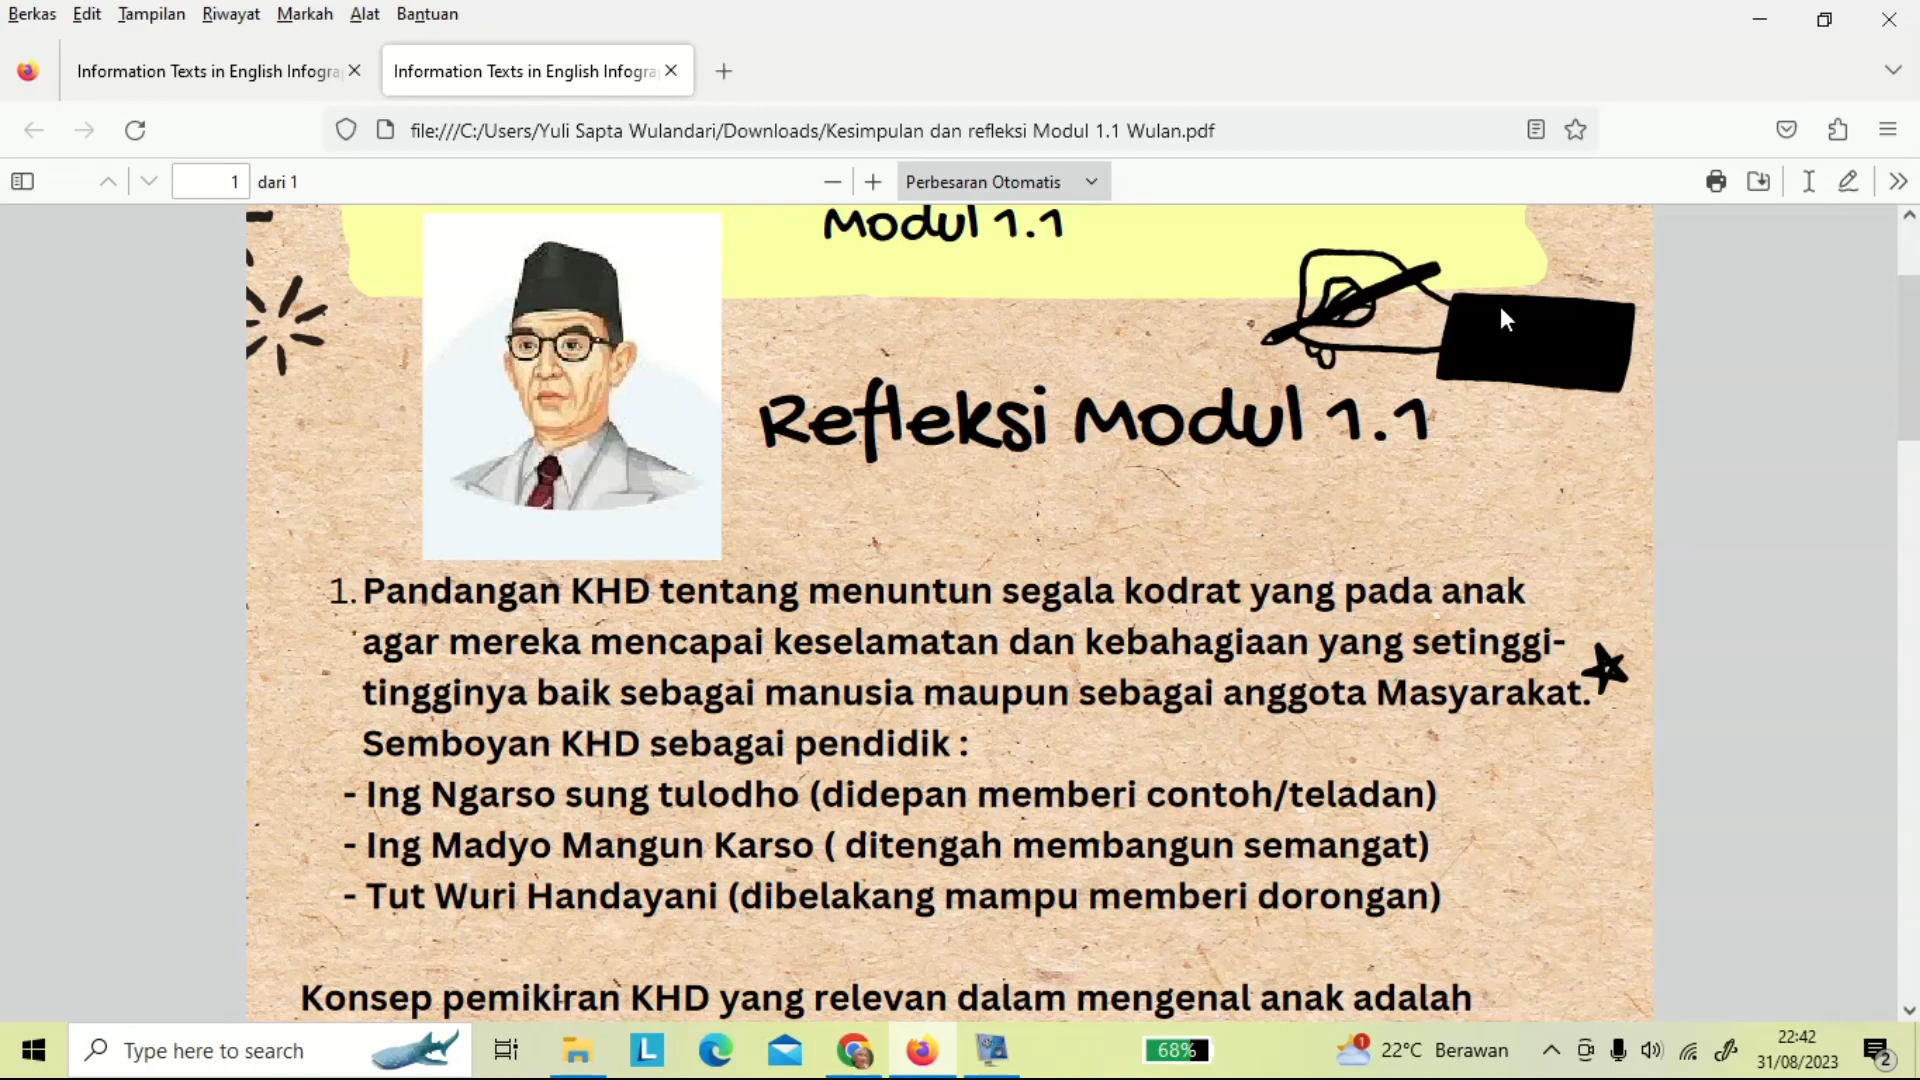 Berkas Edit Tampilan Riwayat Markah Alat Bantuan
Information Texts in English Infogra
Information Texts in English Infogra
file:///C:/Users/Yuli Sapta Wulandari/Downloads/Kesimpulan dan refleksi Modul 1.1 Wulan.pdf
1 dari 1
Perbesaran Otomatis
Modul 1.1
Refleksi Modul 1.1
1. Pandangan KHD tentang menuntun segala kodrat yang pada anak
agar mereka mencapai keselamatan dan kebahagiaan yang setinggi-
tingginya baik sebagai manusia maupun sebagai anggota Masyarakat.
Semboyan KHD sebagai pendidik :
- Ing Ngarso sung tulodho (didepan memberi contoh/teladan)
- Ing Madyo Mangun Karso ( ditengah membangun semangat)
- Tut Wuri Handayani (dibelakang mampu memberi dorongan)
Konsep pemikiran KHD yang relevan dalam mengenal anak adalah
Type here to search
L
68%
1
22°C Berawan
22:42
31/08/2023
2